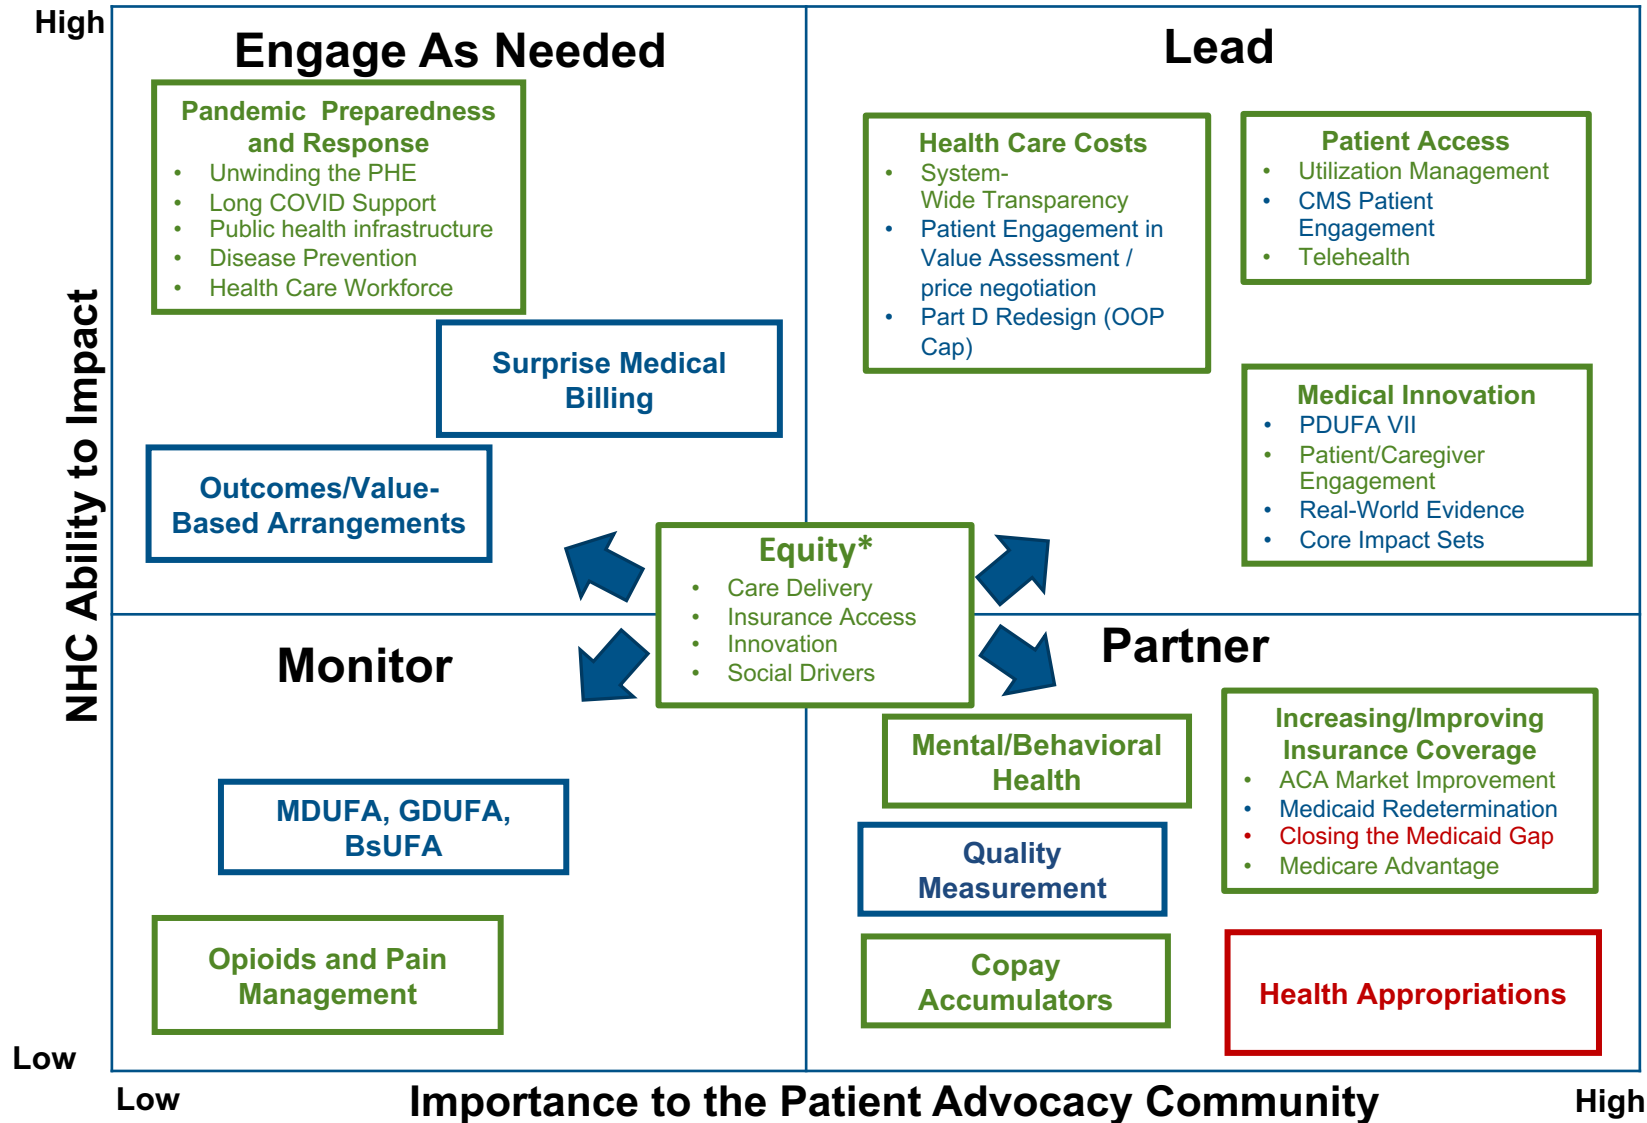 High
NHC Ability to Impact
Low
Engage As Needed
Pandemic Preparedness
and Response
• Unwinding the PHE
• Long COVID Support
• Public health infrastructure
• Disease Prevention
• Health Care Workforce
Surprise Medical
Billing
Outcomes/Value-
Based Arrangements
Lead
Health Care Costs
• System-
Wide Transparency
• Patient Engagement in
Value Assessment /
price negotiation
• Part D Redesign (OOP
Cap)
Patient Access
• Utilization Management
• CMS Patient
Engagement
• Telehealth
Medical Innovation
• PDUFA VII
• Patient/Caregiver
Engagement
• Real-World Evidence
• Core Impact Sets
Equity*
• Care Delivery
• Insurance Access
• Innovation
• Social Drivers
Monitor
MDUFA, GDUFA,
BsUFA
Opioids and Pain
Management
Partner
Mental/Behavioral
Health
Quality
Measurement
Copay
Accumulators
Increasing/Improving
Insurance Coverage
• ACA Market Improvement
• Medicaid Redetermination
• Closing the Medicaid Gap
• Medicare Advantage
Health Appropriations
Low
Importance to the Patient Advocacy Community
High